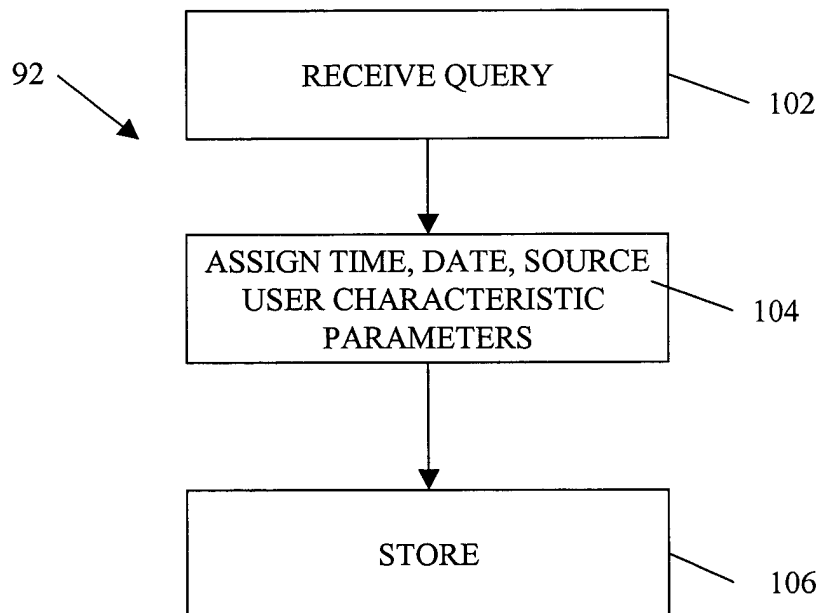 RECEIVE QUERY
92
102
ASSIGN TIME, DATE, SOURCE
USER CHARACTERISTIC
PARAMETERS
104
STORE
106